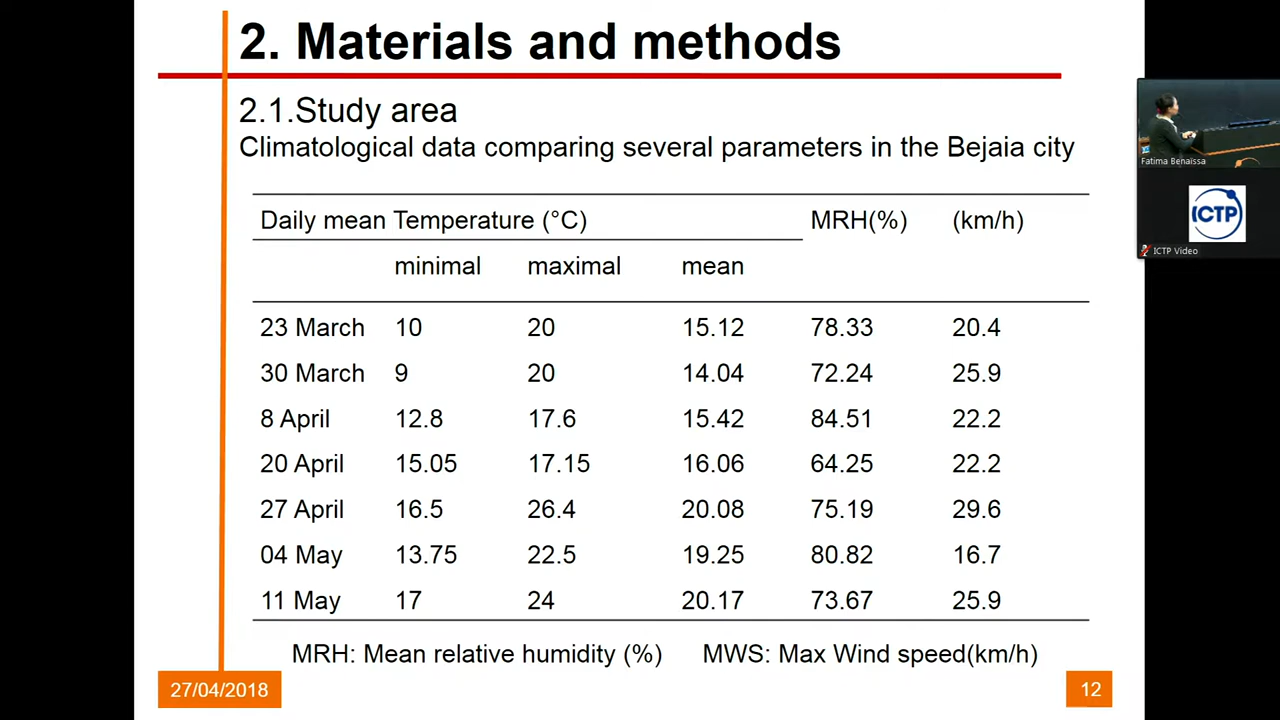 2. Materials and methods
2.1.Study area
Climatological data comparing several parameters in the Bejaia city
Daily mean Temperature (°C) MRH(%) (km/h)
minimal maximal mean
23 March 10 20 15.12 78.33 20.4
30 March 9 20 14.04 72.24 25.9
8 April 12.8 17.6 15.42 84.51 22.2
20 April 15.05 17.15 16.06 64.25 22.2
27 April 16.5 26.4 20.08 75.19 29.6
04 May 13.75 22.5 19.25 80.82 16.7
11 May 17 24 20.17 73.67 25.9
MRH: Mean relative humidity (%) MWS: Max Wind speed(km/h)
27/04/2018
12
Fatima Benaissa
ICTP
ICTP Video